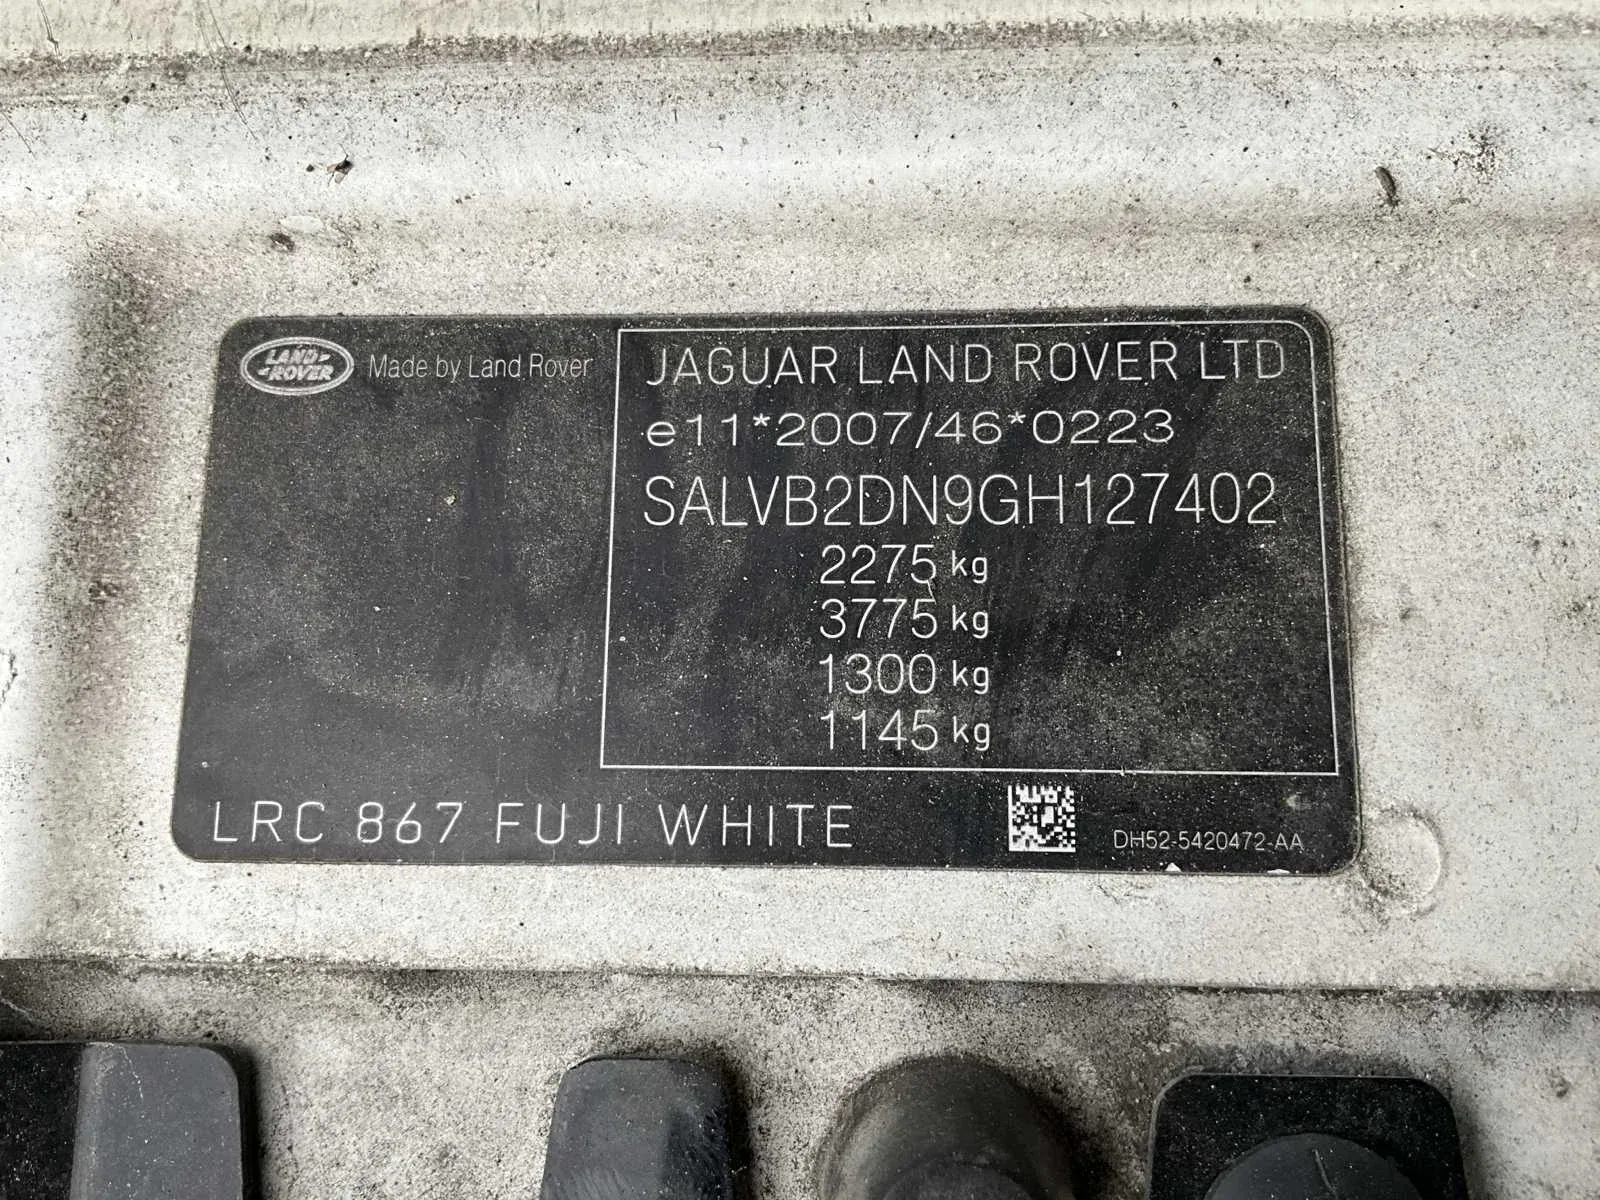 LAND ROVER
Made by Land Rover
JAGUAR LAND ROVER LTD
e11*2007/46*0223
SALVB2DN9GH127402
2275 kg
3775 kg
1300 kg
1145 kg
LRC 867 FUJI WHITE
DH52-5420472-AA